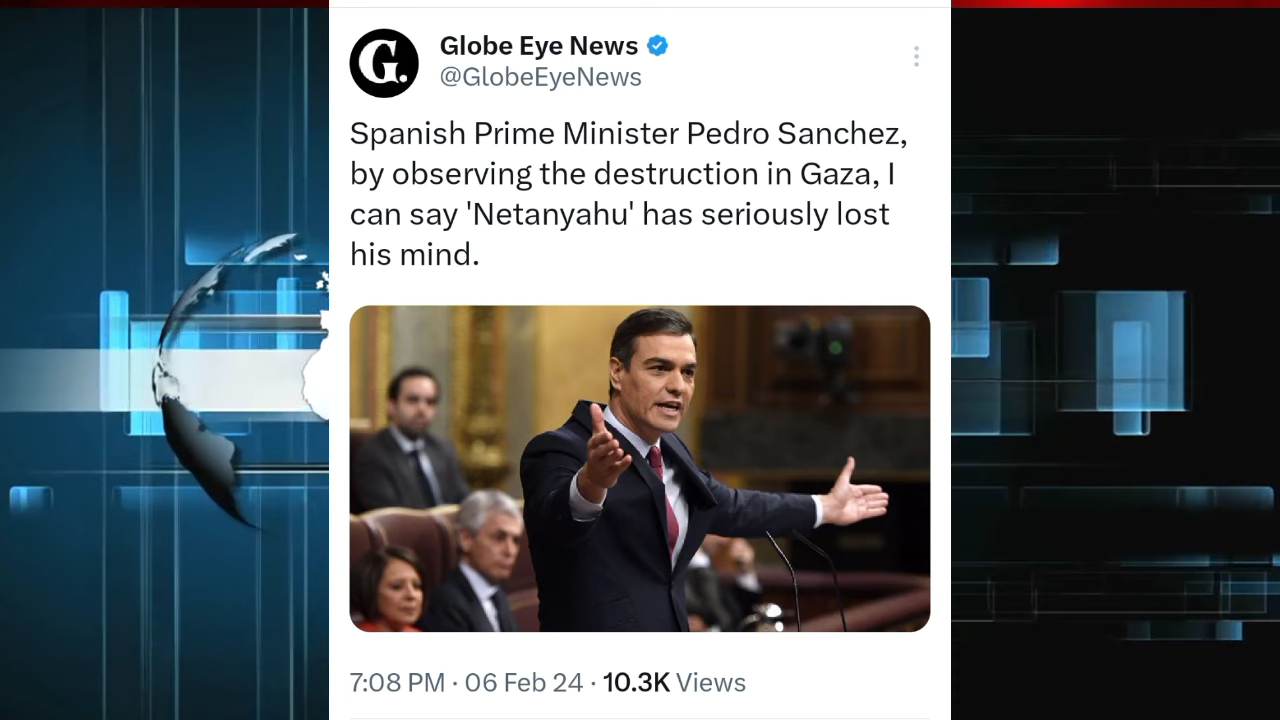 G.
Globe Eye News
@GlobeEyeNews
Spanish Prime Minister Pedro Sanchez,
by observing the destruction in Gaza, I
can say 'Netanyahu' has seriously lost
his mind.
7:08 PM · 06 Feb 24 · 10.3K Views